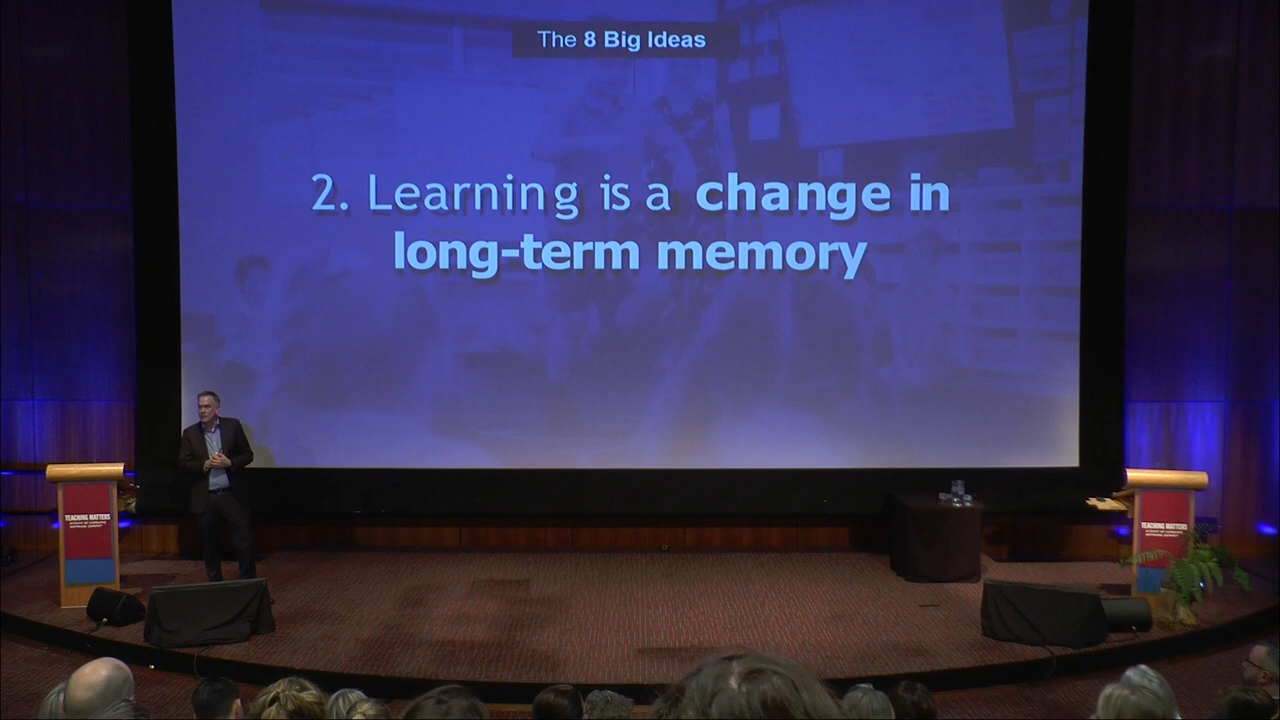 The 8 Big Ideas
2. Learning is a change in
long-term memory
TEACHING MATTERS
TEACHING MATTERS